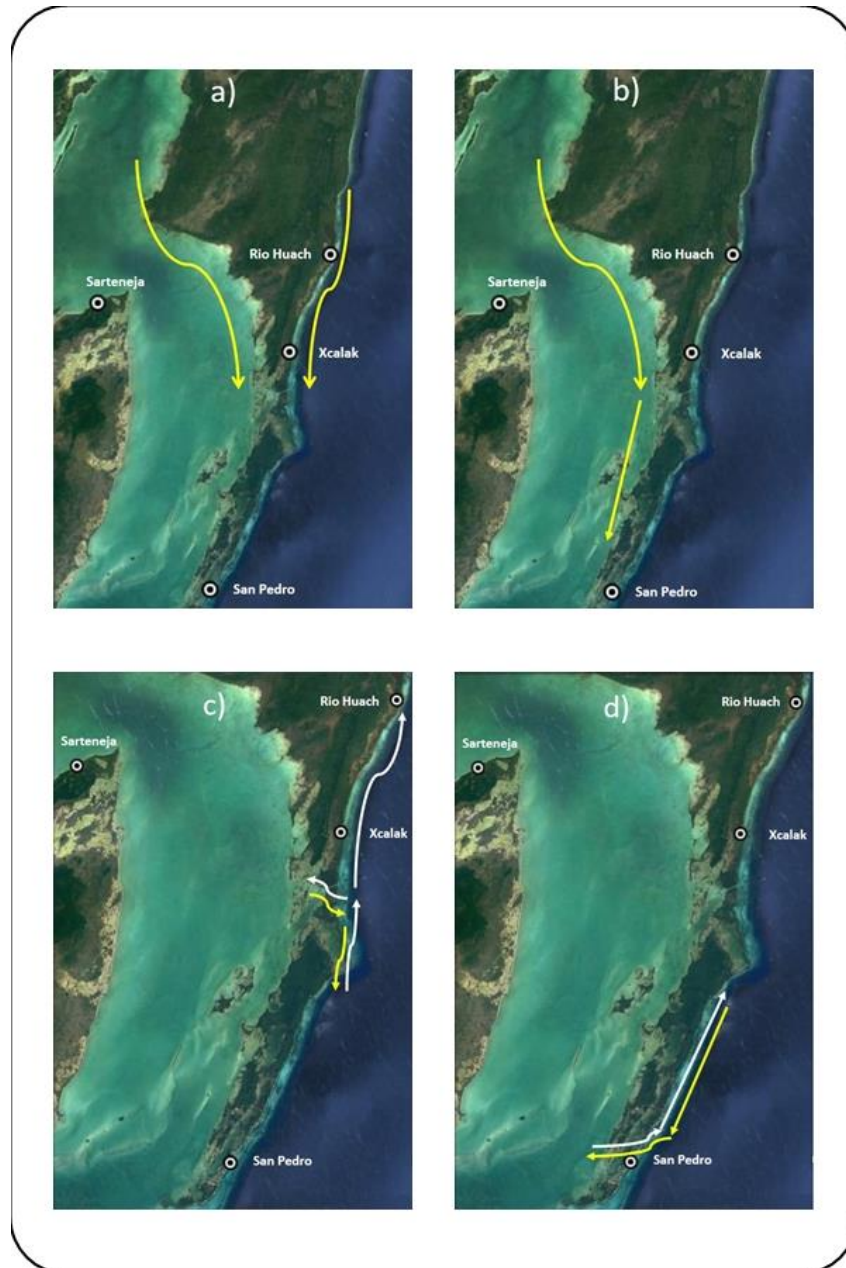 a)
Rio Huach
Sarteneja
Xcalak
San Pedro
b)
Rio Huach
Sarteneja
Xcalak
San Pedro
c)
Rio Huach
Sarteneja
Xcalak
San Pedro
d)
Rio Huach
Sarteneja
Xcalak
San Pedro